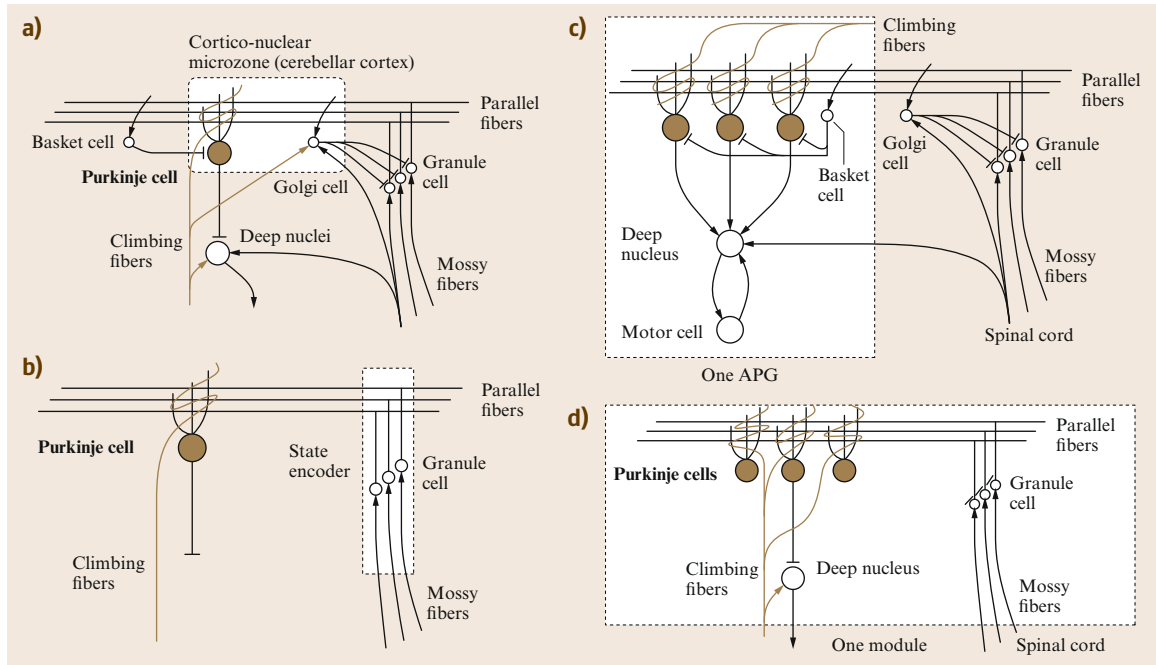 a)
Cortico-nuclear
microzone (cerebellar cortex)
Parallel
fibers
Basket cell
Purkinje cell
Golgi cell
Granule
cell
Climbing
fibers
Deep nuclei
Mossy
fibers
b)
Parallel
fibers
Purkinje cell
State
encoder
Granule
cell
Climbing
fibers
Mossy
fibers
c)
Climbing
fibers
Parallel
fibers
Golgi
cell
Granule
cell
Basket
cell
Deep
nucleus
Mossy
fibers
Motor cell
Spinal cord
One APG
d)
Parallel
fibers
Purkinje cells
Granule
cell
Climbing
fibers
Deep nucleus
Mossy
fibers
One module
Spinal cord